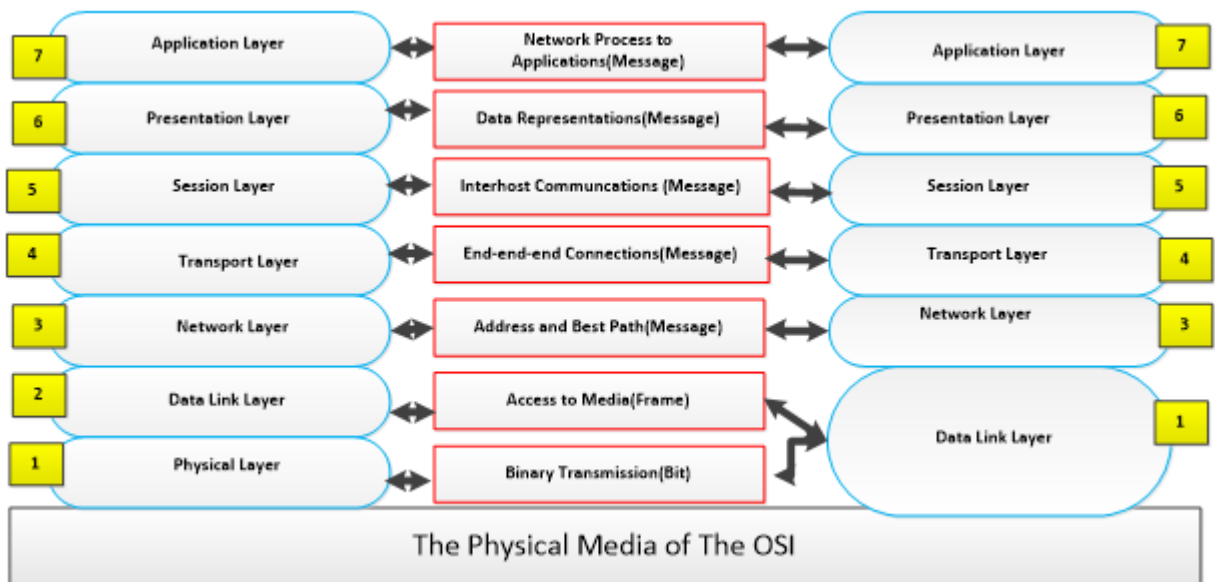 7
Application Layer
Network Process to
Applications(Message)
Application Layer
7
6
Presentation Layer
Data Representations(Message)
Presentation Layer
6
5
Session Layer
Interhost Communcations (Message)
Session Layer
5
4
Transport Layer
End-end-end Connections(Message)
Transport Layer
4
3
Network Layer
Address and Best Path(Message)
Network Layer
3
2
Data Link Layer
Access to Media(Frame)
Data Link Layer
1
1
Physical Layer
Binary Transmission(Bit)
The Physical Media of The OSI